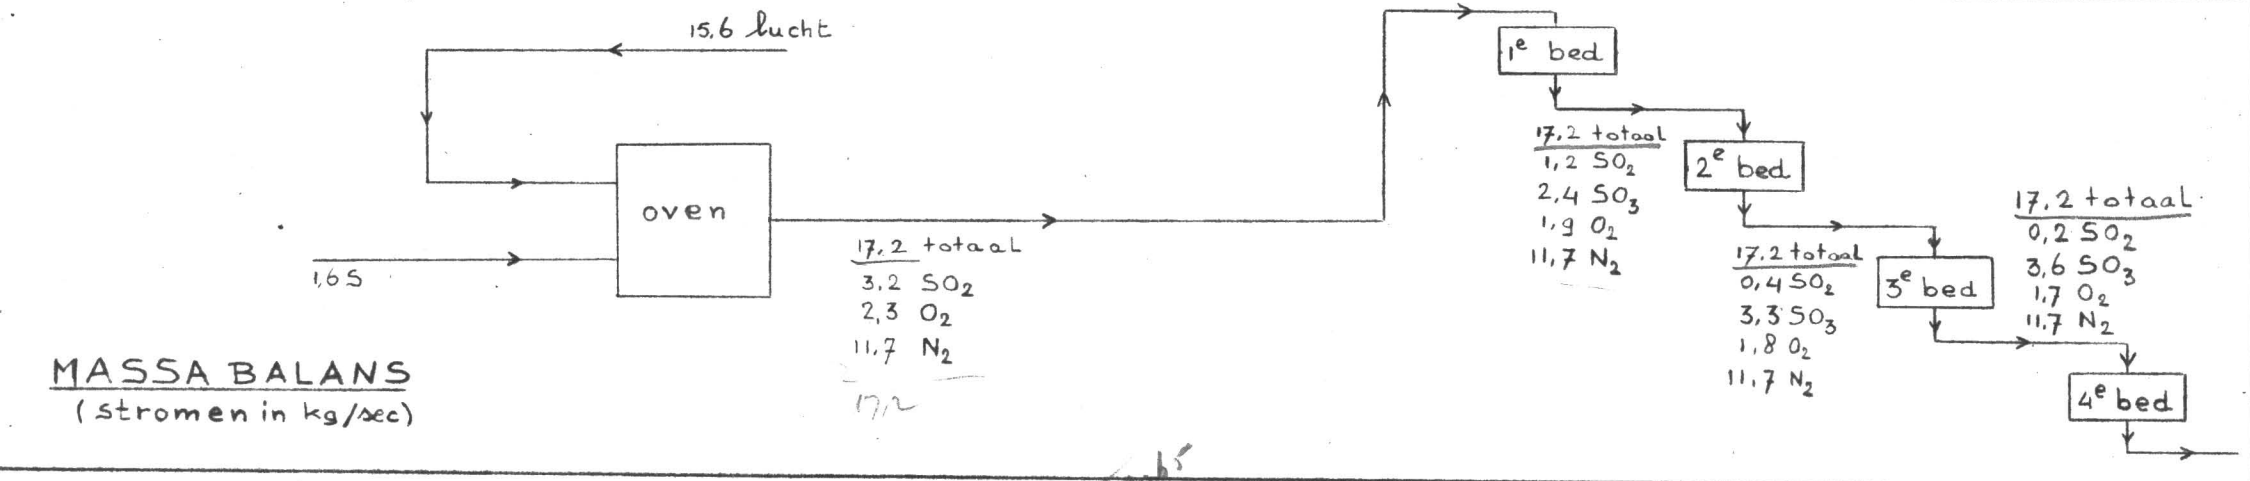 15,6 lucht
1e bed
17,2 totaal
1,2 SO2
2,4 SO3
1,9 O2
11,7 N2
2e bed
oven
1,6 S
17,2 totaal
3,2 SO2
2,3 O2
11,7 N2
17,2
17,2 totaal
0,4 SO2
3,3 SO3
1,8 O2
11,7 N2
3e bed
17,2 totaal
0,2 SO2
3,6 SO3
1,7 O2
11,7 N2
4e bed
MASSA BALANS
(stromen in kg/sec)